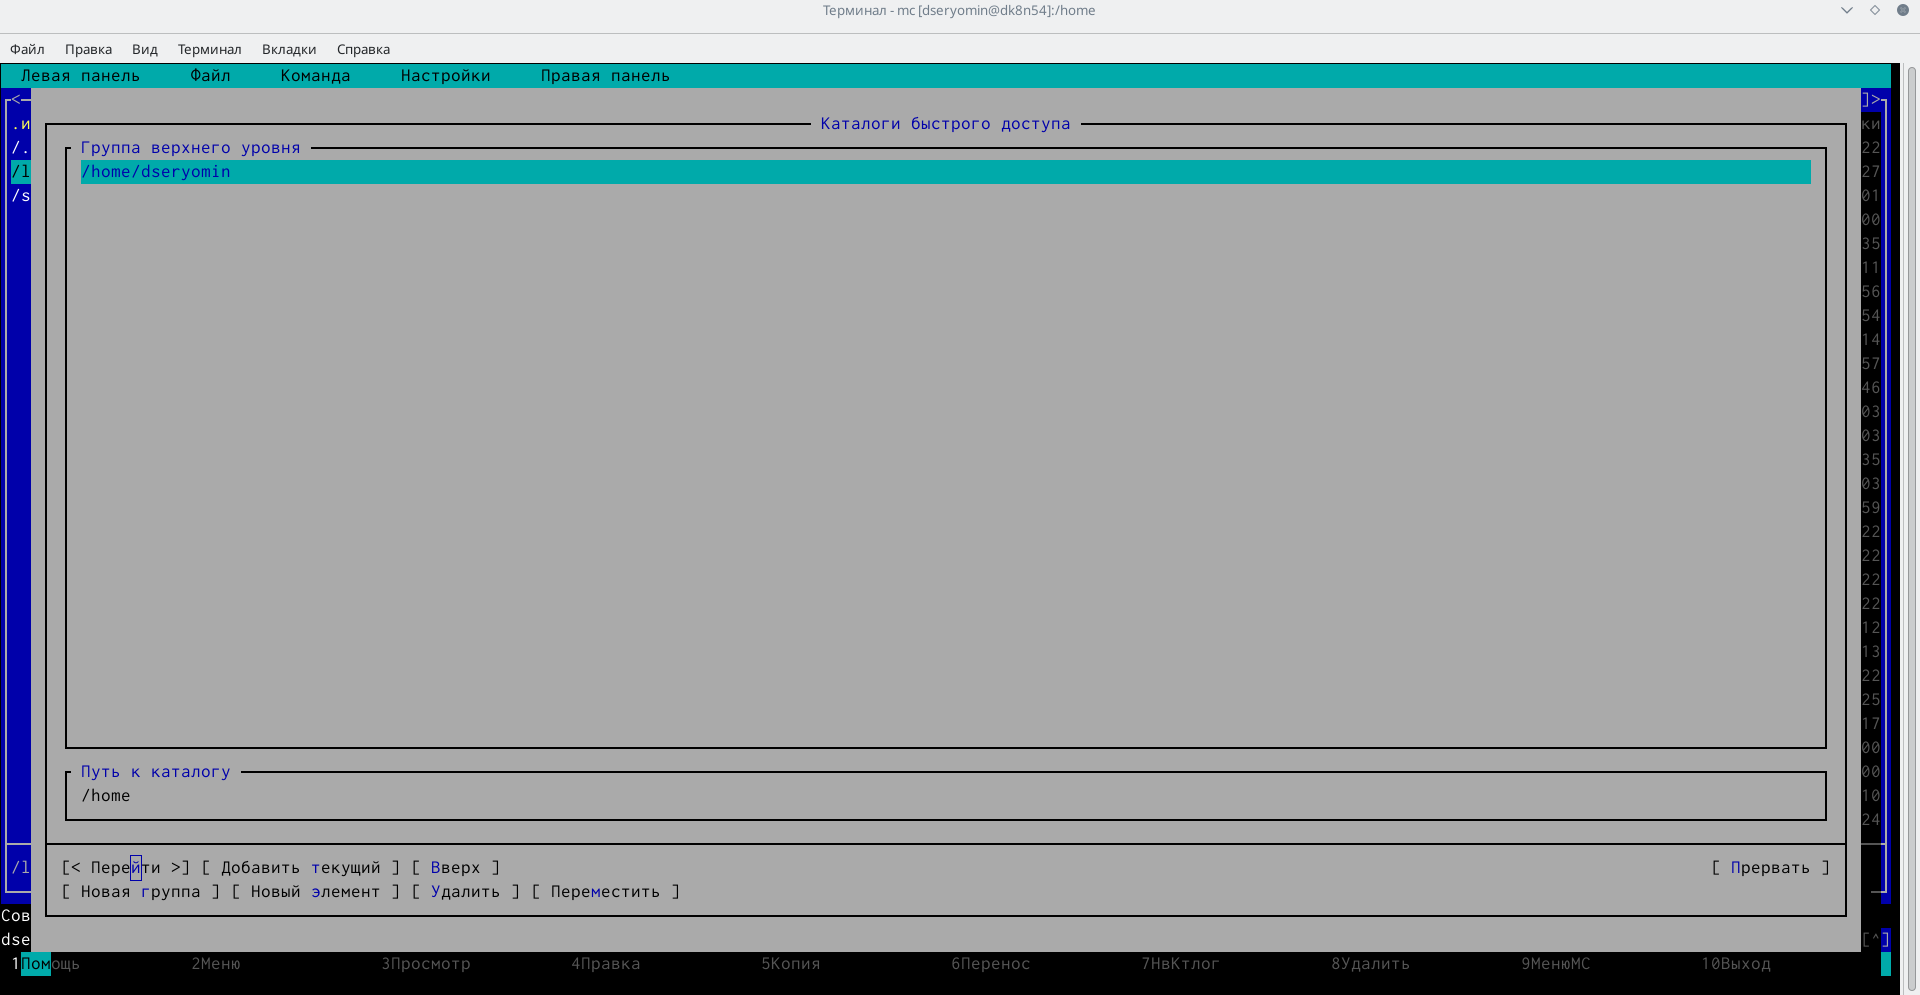 Терминал - mc [dseryomin@dk8n54]:/home
Файл Правка Вид Терминал Вкладки Справка
Левая панель Файл Команда Настройки Правая панель
<─ ]>
.и Каталоги быстрого доступа ки
/. Группа верхнего уровня 22
/l /home/dseryomin 27
/s 01
00
35
11
56
54
14
57
46
03
03
35
03
59
22
22
22
22
12
13
22
25
17
00
Путь к каталогу 00
/home 10
24
/l [< Перейти >] [ Добавить текущий ] [ Вверх ] [ Прервать ]
[ Новая группа ] [ Новый элемент ] [ Удалить ] [ Переместить ]
Сов
dse [^]
1Помощь 2Меню 3Просмотр 4Правка 5Копия 6Перенос 7НвКтлог 8Удалить 9МенюMC 10Выход